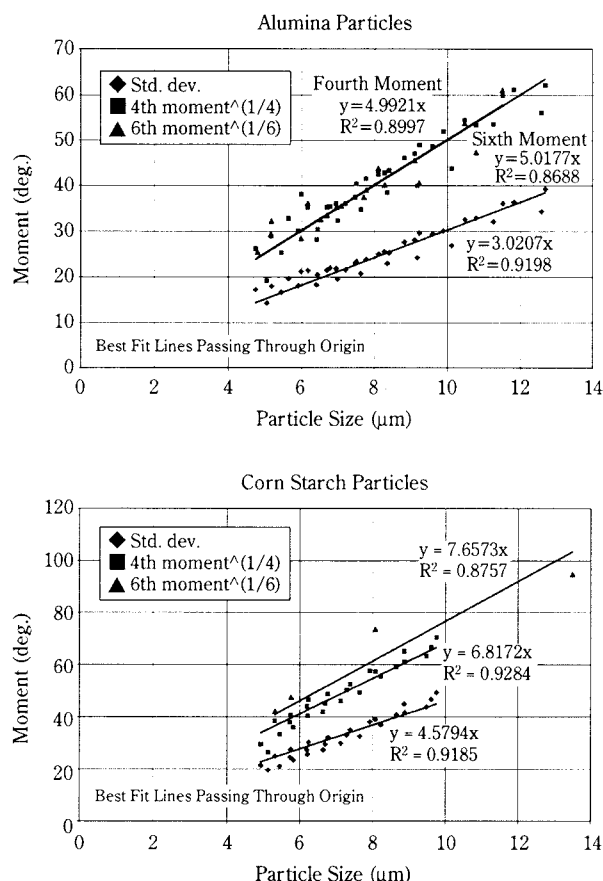 Alumina Particles
70
60
50
40
30
20
10
0
Moment (deg.)
Std. dev.
4th moment^(1/4)
6th moment^(1/6)
Fourth Moment
y=4.9921x
R²=0.8997
Sixth Moment
y=5.0177x
R²=0.8688
y=3.0207x
R²=0.9198
Best Fit Lines Passing Through Origin
0 2 4 6 8 10 12 14
Particle Size (μm)
Corn Starch Particles
120
100
80
60
40
20
0
Moment (deg.)
Std. dev.
4th moment^(1/4)
6th moment^(1/6)
y = 7.6573x
R² = 0.8757
y = 6.8172x
R² = 0.9284
y = 4.5794x
R² = 0.9185
Best Fit Lines Passing Through Origin
0 2 4 6 8 10 12 14
Particle Size (μm)